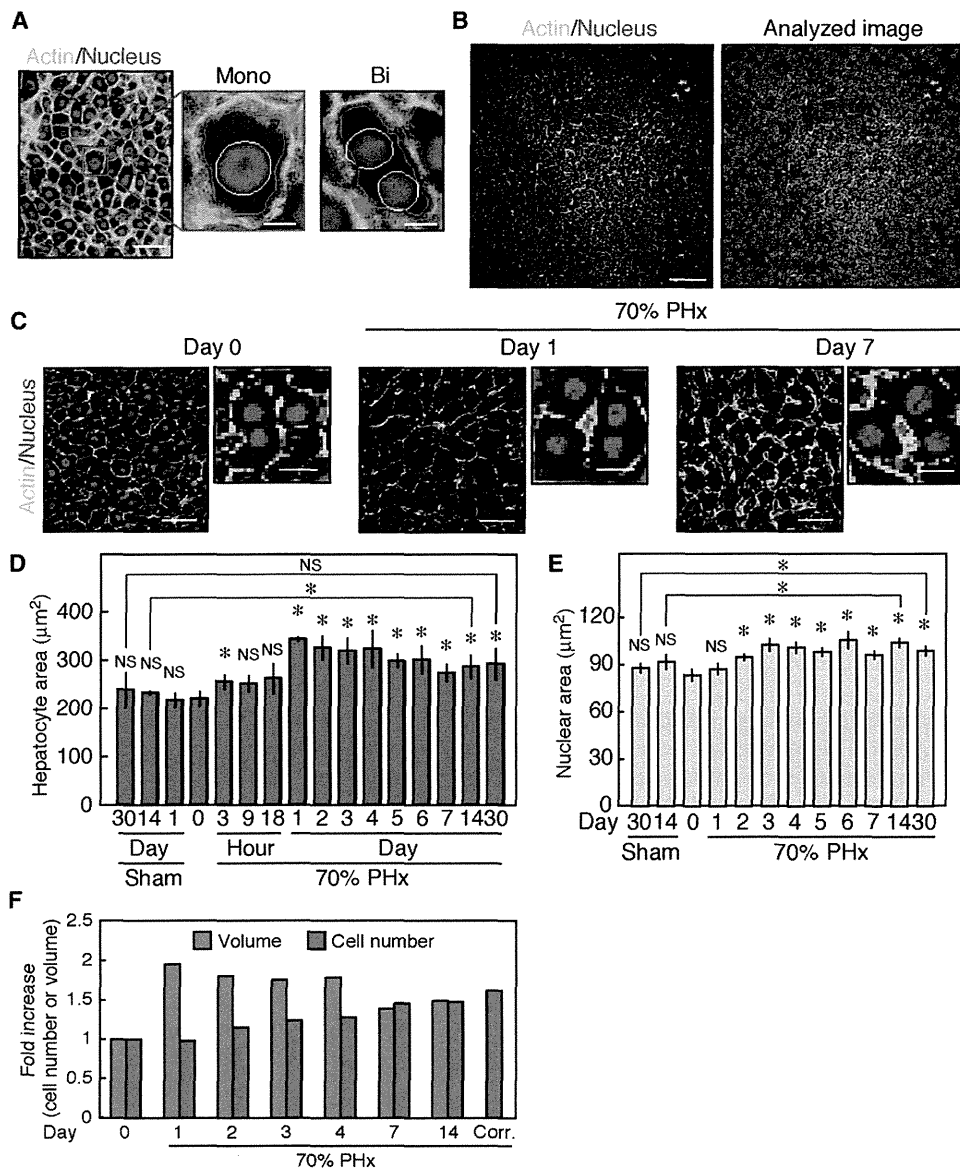 A
Actin/Nucleus
Mono
Bi
B
Actin/Nucleus
Analyzed image
70% PHx
C
Day 0
Day 1
Day 7
Actin/Nucleus
D
Hepatocyte area (μm²)
400
300
200
100
0
NS
*
NS NS NS * NS NS * * * * * * * * *
30 14 1 0 3 9 18 1 2 3 4 5 6 7 14 30
Day Hour Day
Sham 70% PHx
E
Nuclear area (μm²)
120
90
60
30
0
*
*
NS NS NS * * * * * * * *
Day 30 14 0 1 2 3 4 5 6 7 14 30
Sham 70% PHx
F
Fold increase
(cell number or volume)
2.5
2
1.5
1
0.5
0
Volume Cell number
Day 0 1 2 3 4 7 14 Corr.
70% PHx